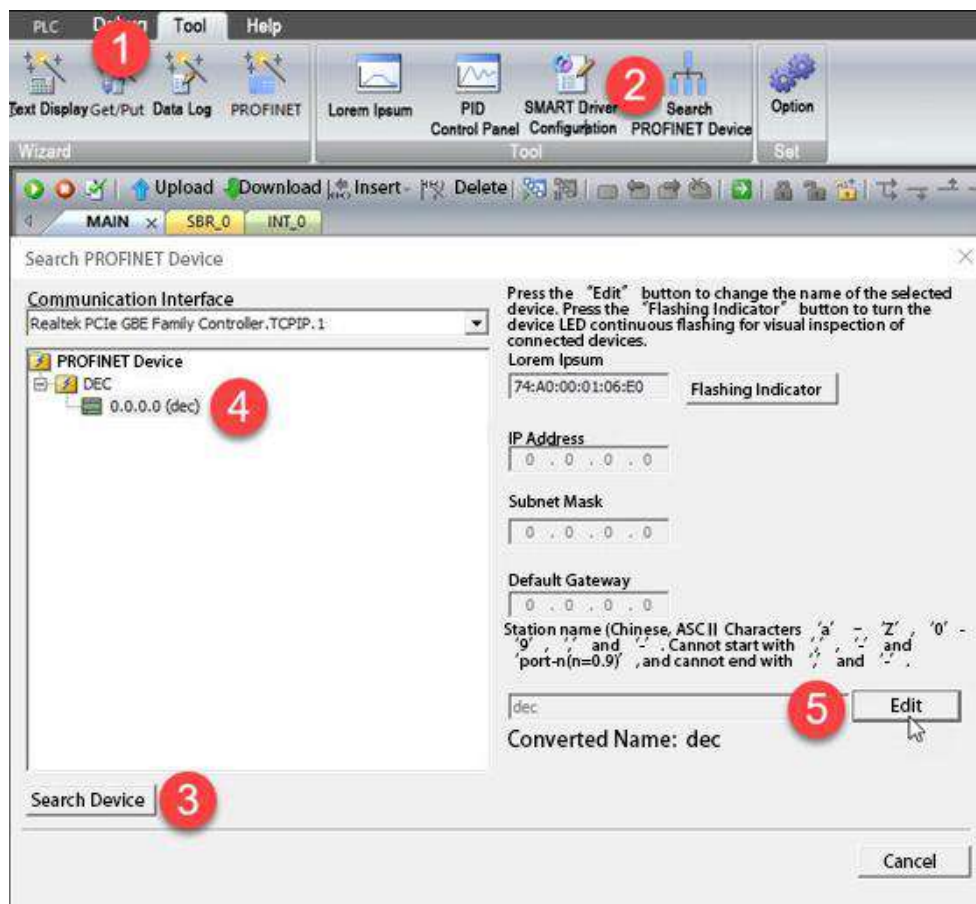 PLC Debug Tool Help
1
2
Text Display Get/Put Data Log PROFINET Lorem Ipsum PID SMART Driver Search Option
Control Panel Configuration PROFINET Device
Wizard Tool Set
Upload Download Insert Delete
MAIN x SBR_0 INT_0
Search PROFINET Device
Communication Interface
Realtek PCIe GBE Family Controller.TCPIP.1
PROFINET Device
DEC
0.0.0.0 (dec)
4
Press the "Edit" button to change the name of the selected
device. Press the "Flashing Indicator" button to turn the
device LED continuous flashing for visual inspection of
connected devices.
Lorem Ipsum
74:A0:00:01:06:E0 Flashing Indicator
IP Address
0 . 0 . 0 . 0
Subnet Mask
0 . 0 . 0 . 0
Default Gateway
0 . 0 . 0 . 0
Station name (Chinese, ASCII Characters 'a' - 'Z', '0' -
'9', '.' and '-'. Cannot start with '.', '-' and
'port-n(n=0.9)', and cannot end with '.' and '-'.
dec
5
Edit
Converted Name: dec
Search Device
3
Cancel